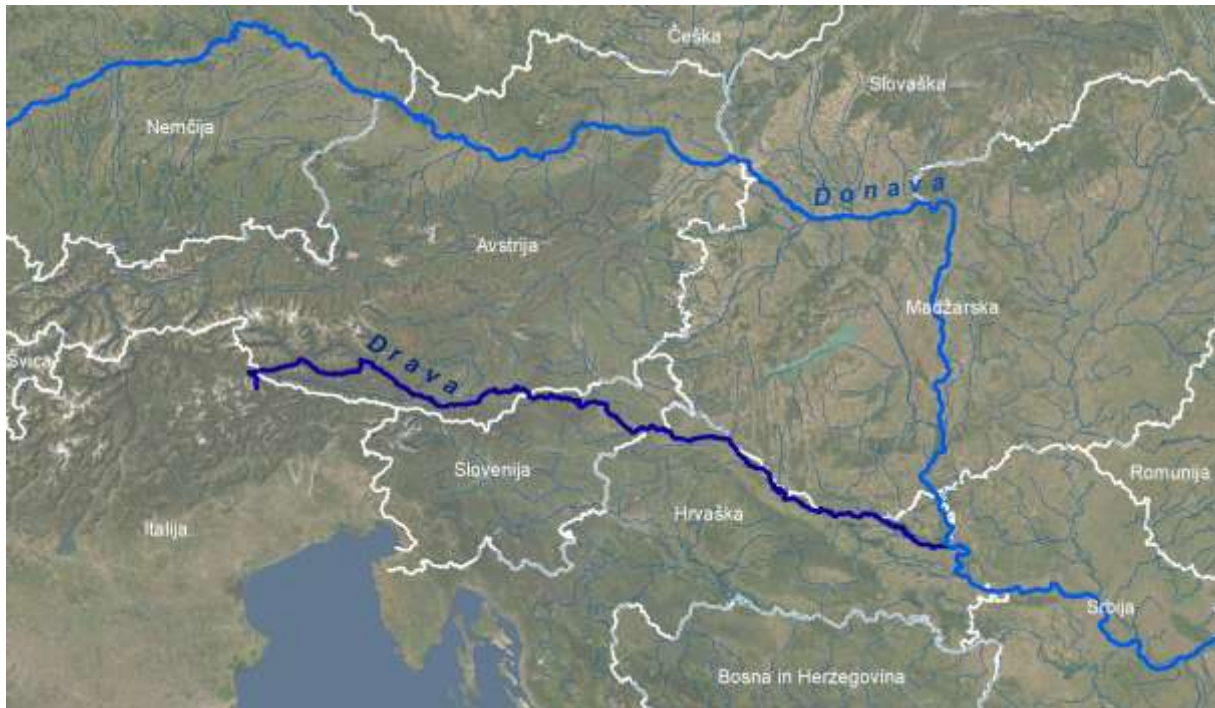 Češka
Slovaška
Nemčija
Donava
Avstrija
Madžarska
Švica
Drava
Slovenija
Romunija
Hrvaška
Italija
Srbija
Bosna in Herzegovina